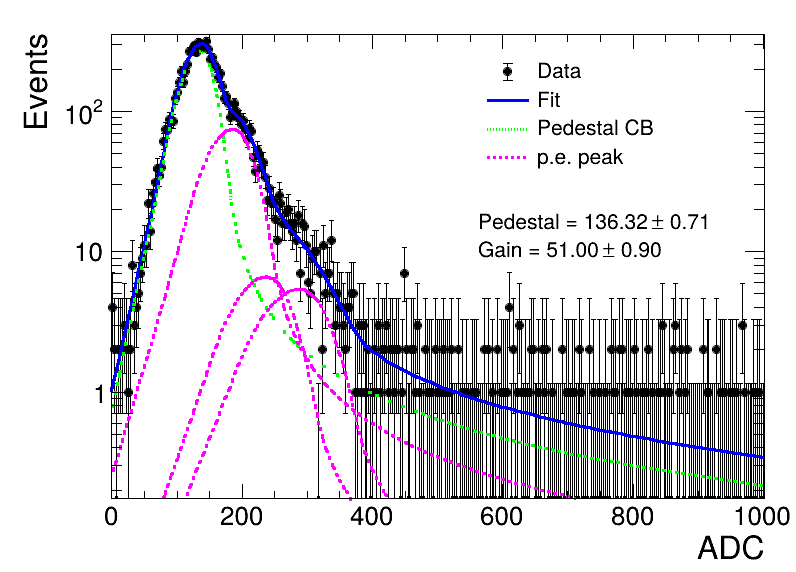 Events
10²
10
1
Data
Fit
Pedestal CB
p.e. peak
Pedestal = 136.32 ± 0.71
Gain = 51.00 ± 0.90
0 200 400 600 800 1000
ADC